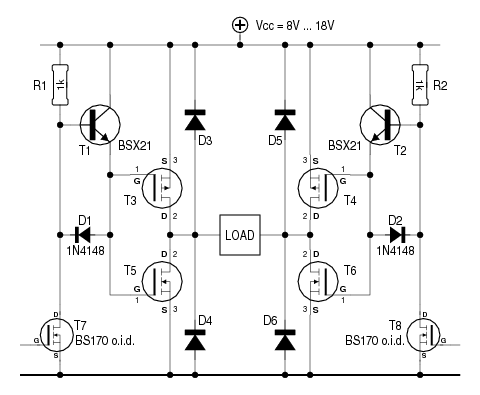 Vcc = 8V ... 18V
R1 1k 1k R2
T1 BSX21 D3 D5 BSX21 T2
S 3 3 S
1 G 1 G
T3 T4
D 2 2 D
D1 1N4148 LOAD D2 1N4148
D 2 2 D
T5 T6
G 1 G 1
S 3 3 S
D4 D6
D T7 BS170 o.i.d. T8 BS170 o.i.d. D
G S S G